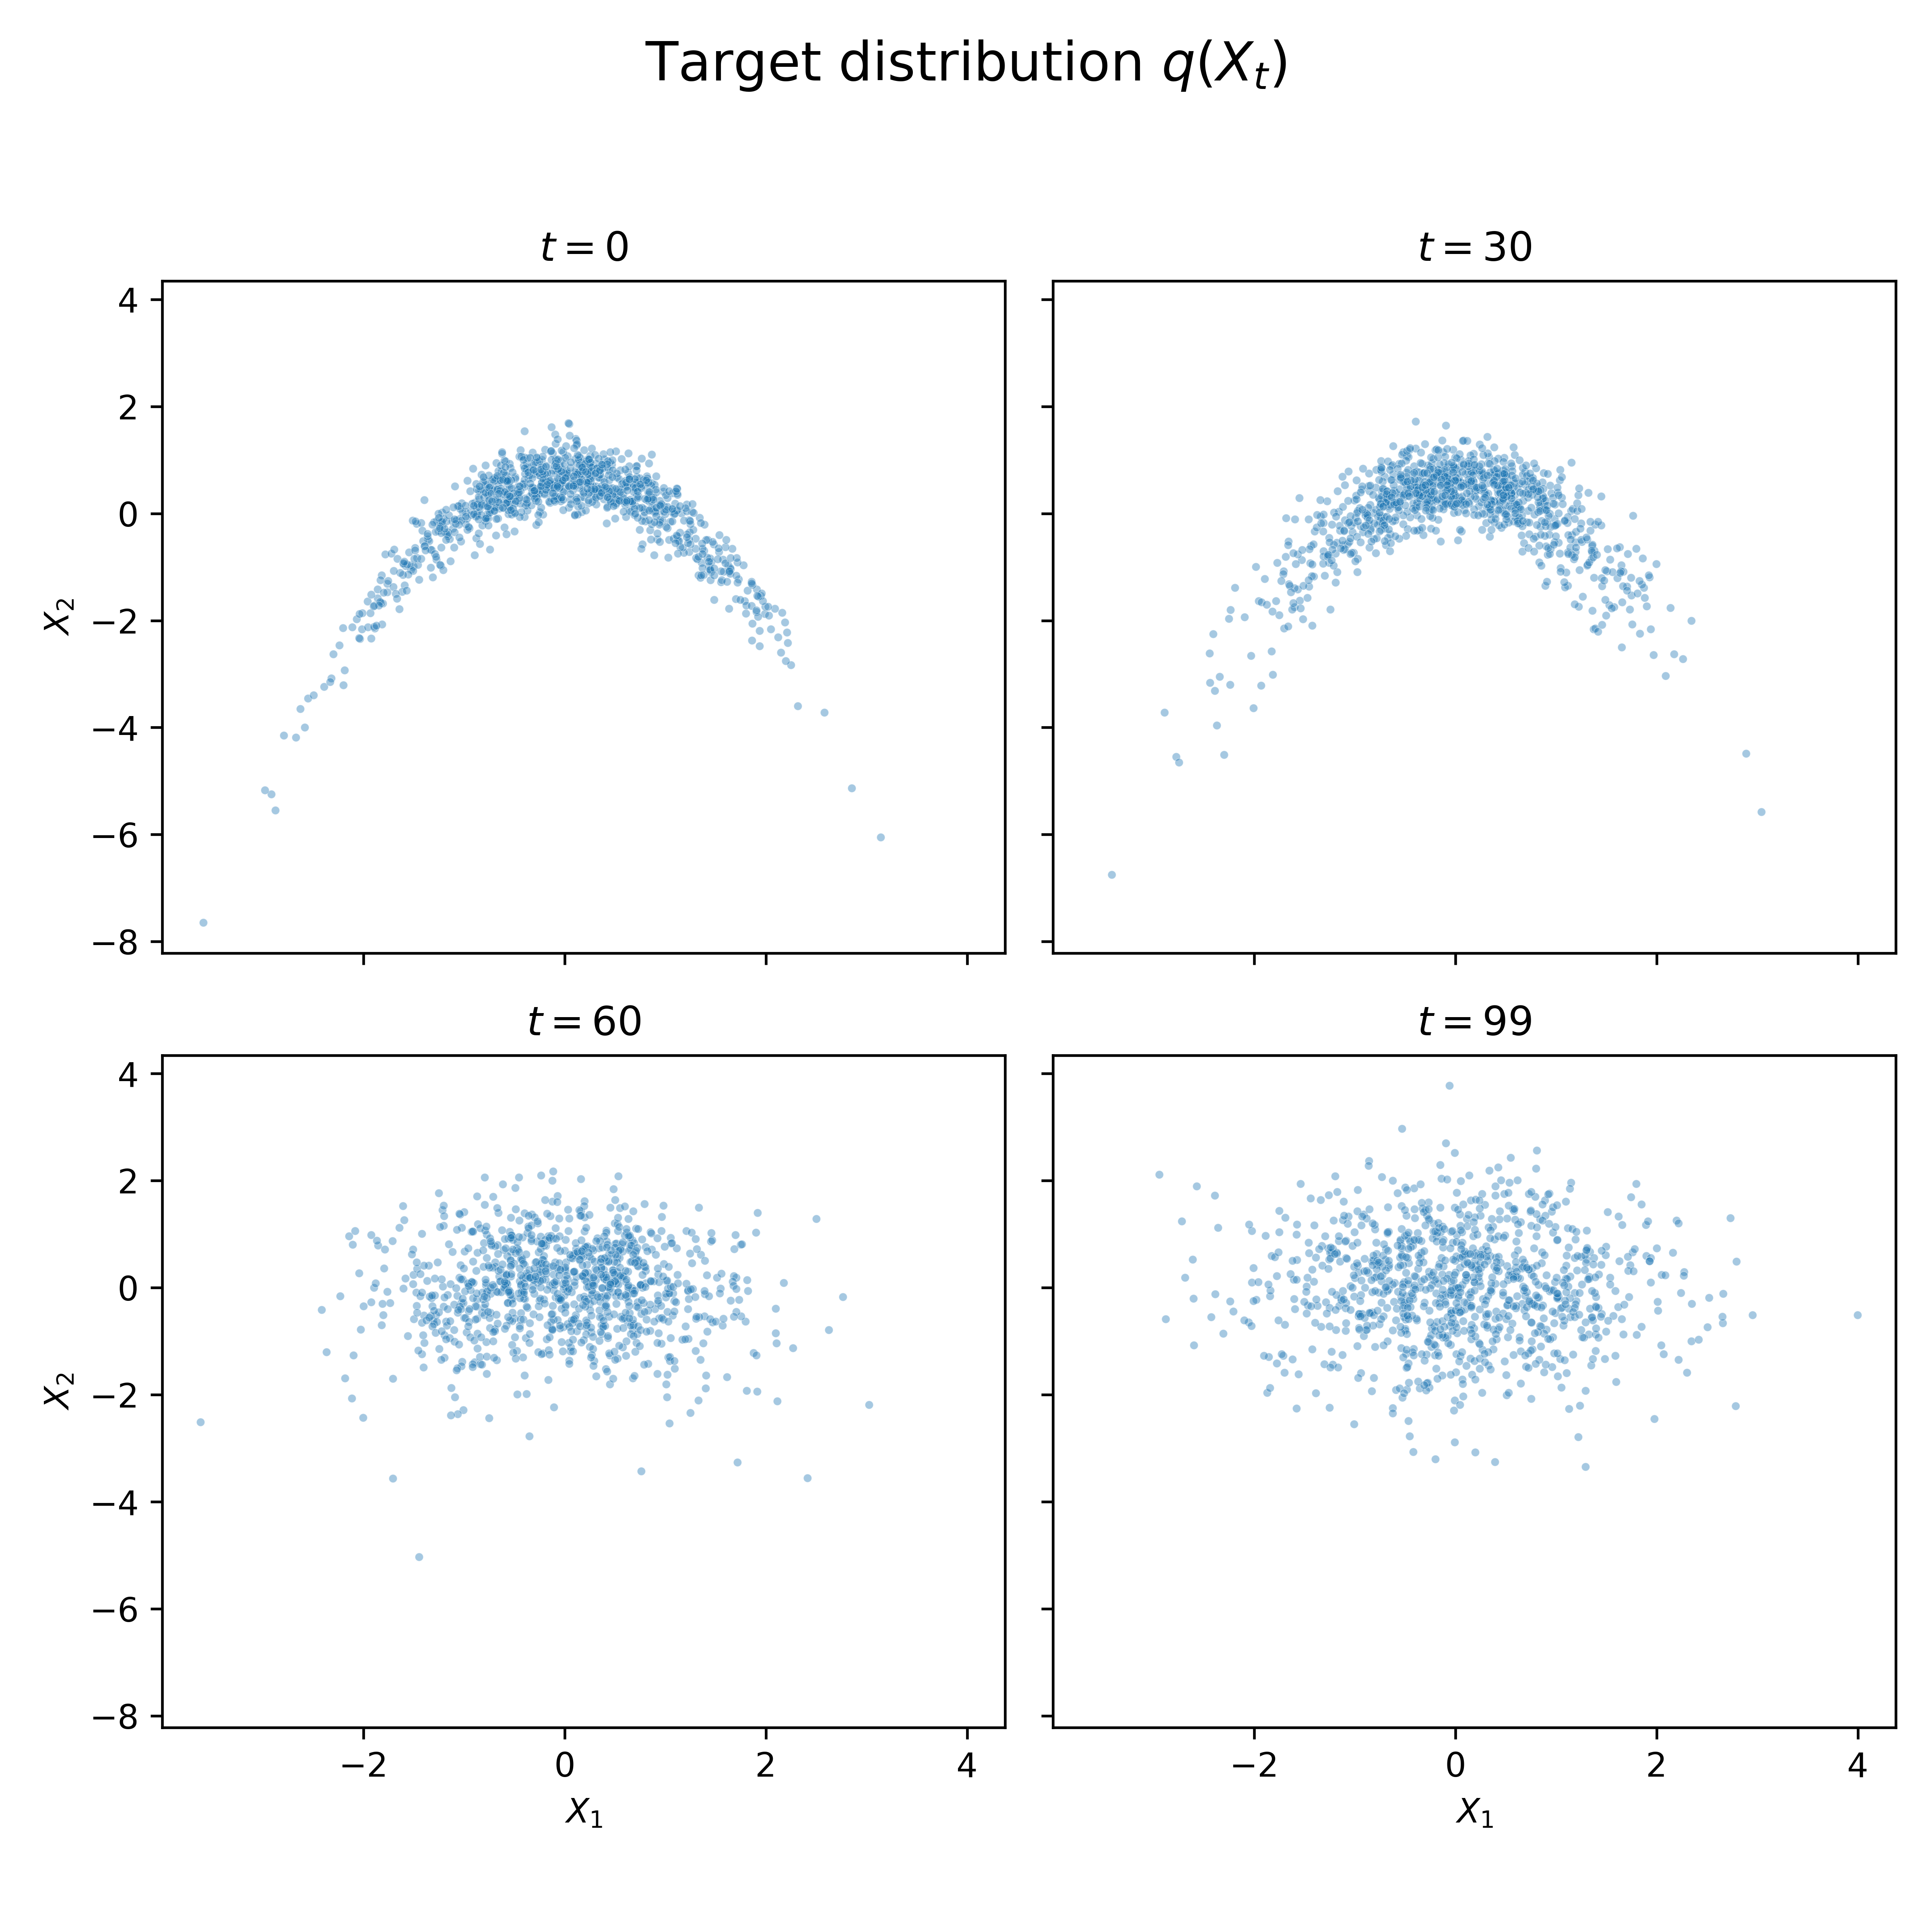 Target distribution q(X_t)
t = 0
t = 30
4
2
0
−2
−4
−6
−8
X_2
t = 60
t = 99
4
2
0
−2
−4
−6
−8
X_2
−2 0 2 4
−2 0 2 4
X_1
X_1